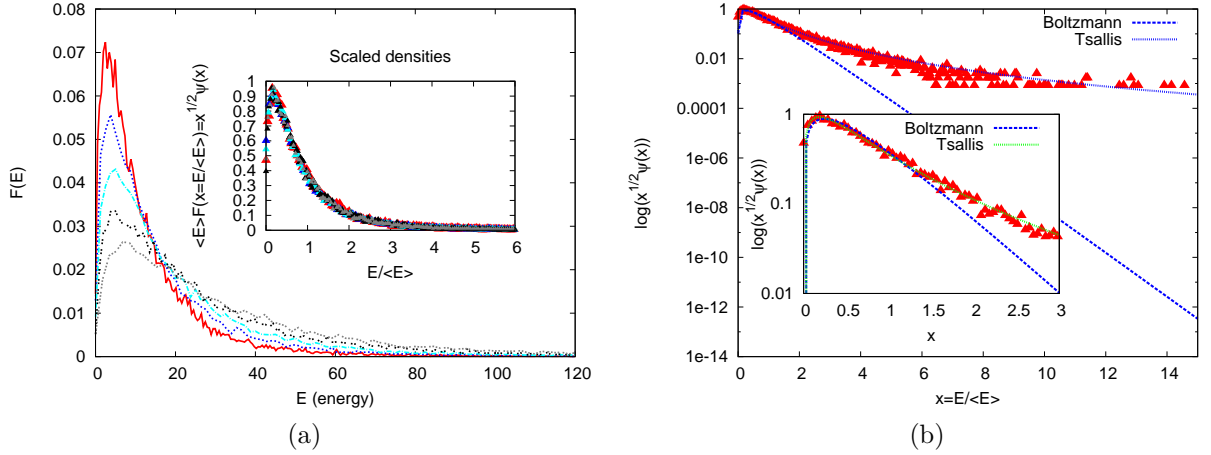 F(E)
0.08
0.07
0.06
0.05
0.04
0.03
0.02
0.01
0
0 20 40 60 80 100 120
E (energy)
Scaled densities
<E>F(x=E/<E>)=x^{1/2}ψ(x)
1
0.9
0.8
0.7
0.6
0.5
0.4
0.3
0.2
0.1
0
0 1 2 3 4 5 6
E/<E>
(a)
log(x^{1/2}ψ(x))
1
0.01
0.0001
1e-06
1e-08
1e-10
1e-12
1e-14
0 2 4 6 8 10 12 14
x=E/<E>
Boltzmann
Tsallis
log(x^{1/2}ψ(x))
1
0.1
0.01
0 0.5 1 1.5 2 2.5 3
x
Boltzmann
Tsallis
(b)